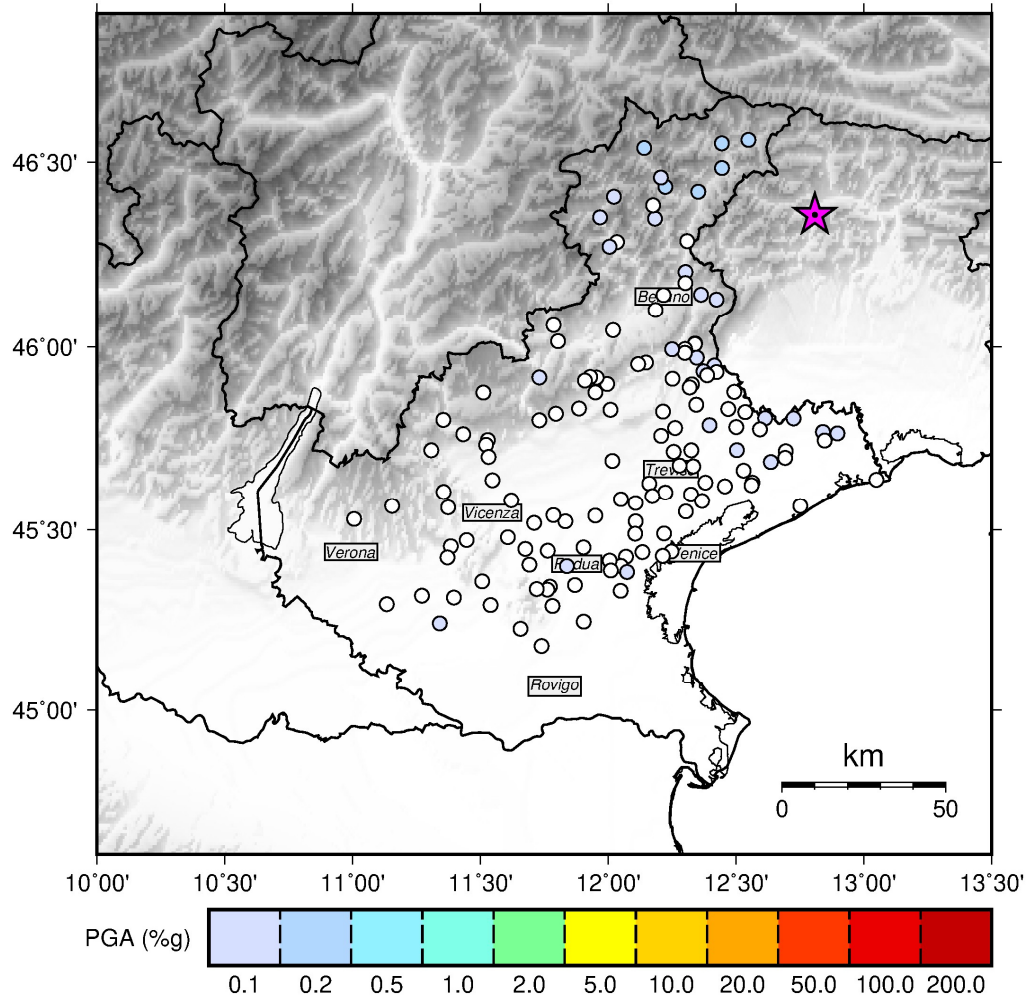 46°30'
46°00'
45°30'
45°00'
Belluno
Treviso
Vicenza
Verona
Padua
Venice
Rovigo
km
0 50
10°00' 10°30' 11°00' 11°30' 12°00' 12°30' 13°00' 13°30'
PGA (%g)
0.1 0.2 0.5 1.0 2.0 5.0 10.0 20.0 50.0 100.0 200.0